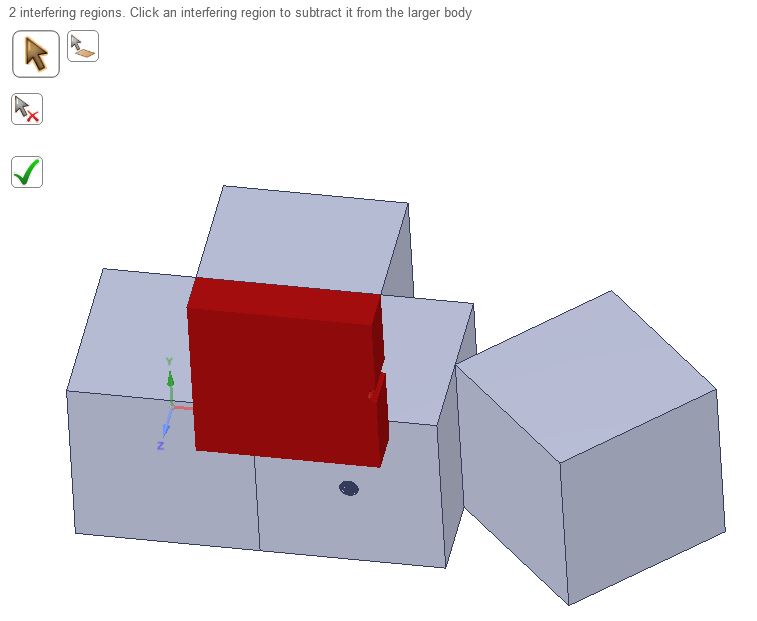 2 interfering regions. Click an interfering region to subtract it from the larger body
Y
Z